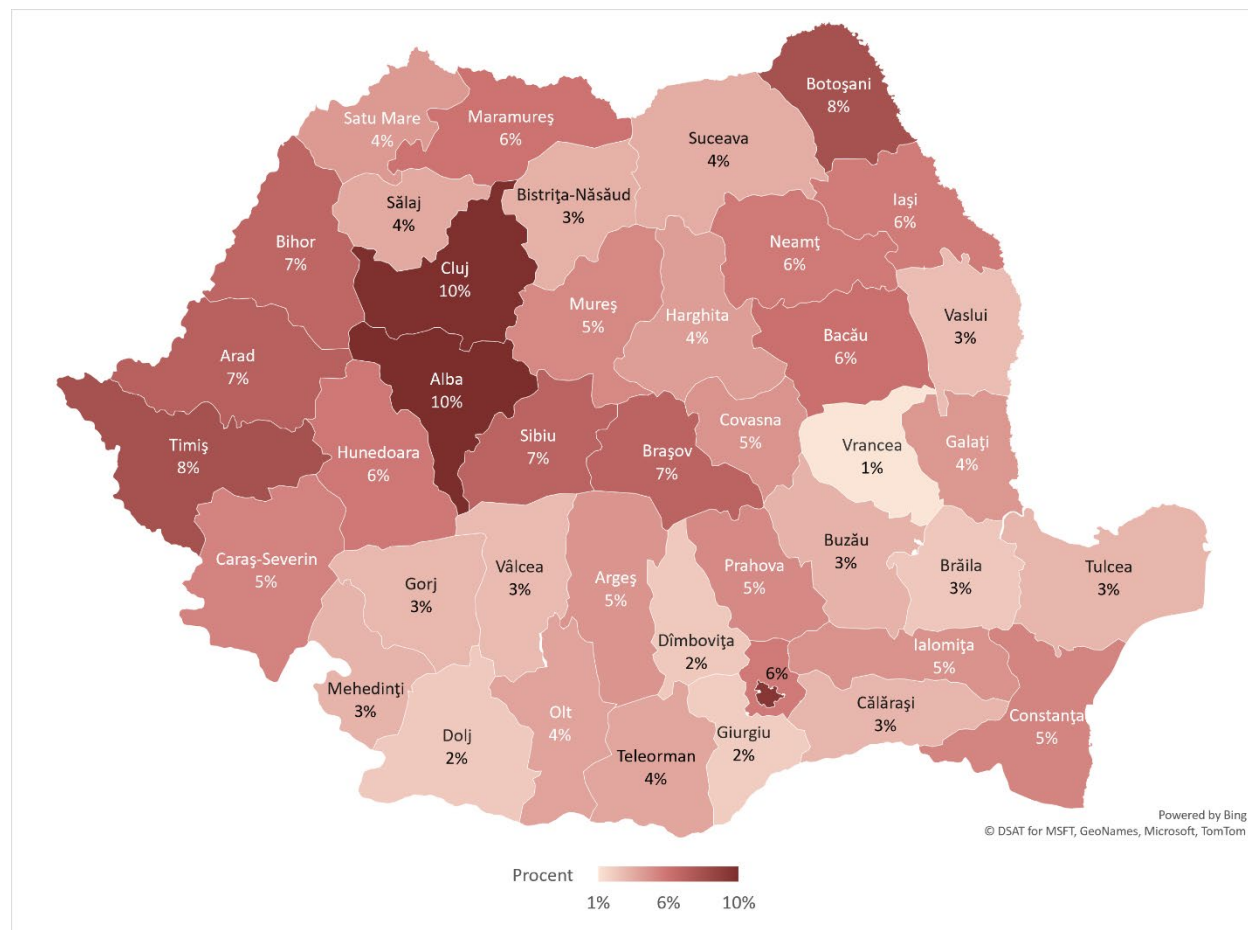 Botoşani
8%
Satu Mare
4%
Maramureş
6%
Suceava
4%
Bistriţa-Năsăud
3%
Sălaj
4%
Iaşi
6%
Bihor
7%
Neamţ
6%
Cluj
10%
Mureş
5%
Harghita
4%
Vaslui
3%
Bacău
6%
Arad
7%
Alba
10%
Covasna
5%
Sibiu
7%
Braşov
7%
Vrancea
1%
Galaţi
4%
Timiş
8%
Hunedoara
6%
Caraş-Severin
5%
Gorj
3%
Vâlcea
3%
Argeş
5%
Prahova
5%
Buzău
3%
Brăila
3%
Tulcea
3%
Dîmboviţa
2%
Ialomiţa
5%
6%
Mehedinţi
3%
Olt
4%
Călăraşi
3%
Constanţa
5%
Dolj
2%
Teleorman
4%
Giurgiu
2%
Powered by Bing
© DSAT for MSFT, GeoNames, Microsoft, TomTom
Procent
1% 6% 10%